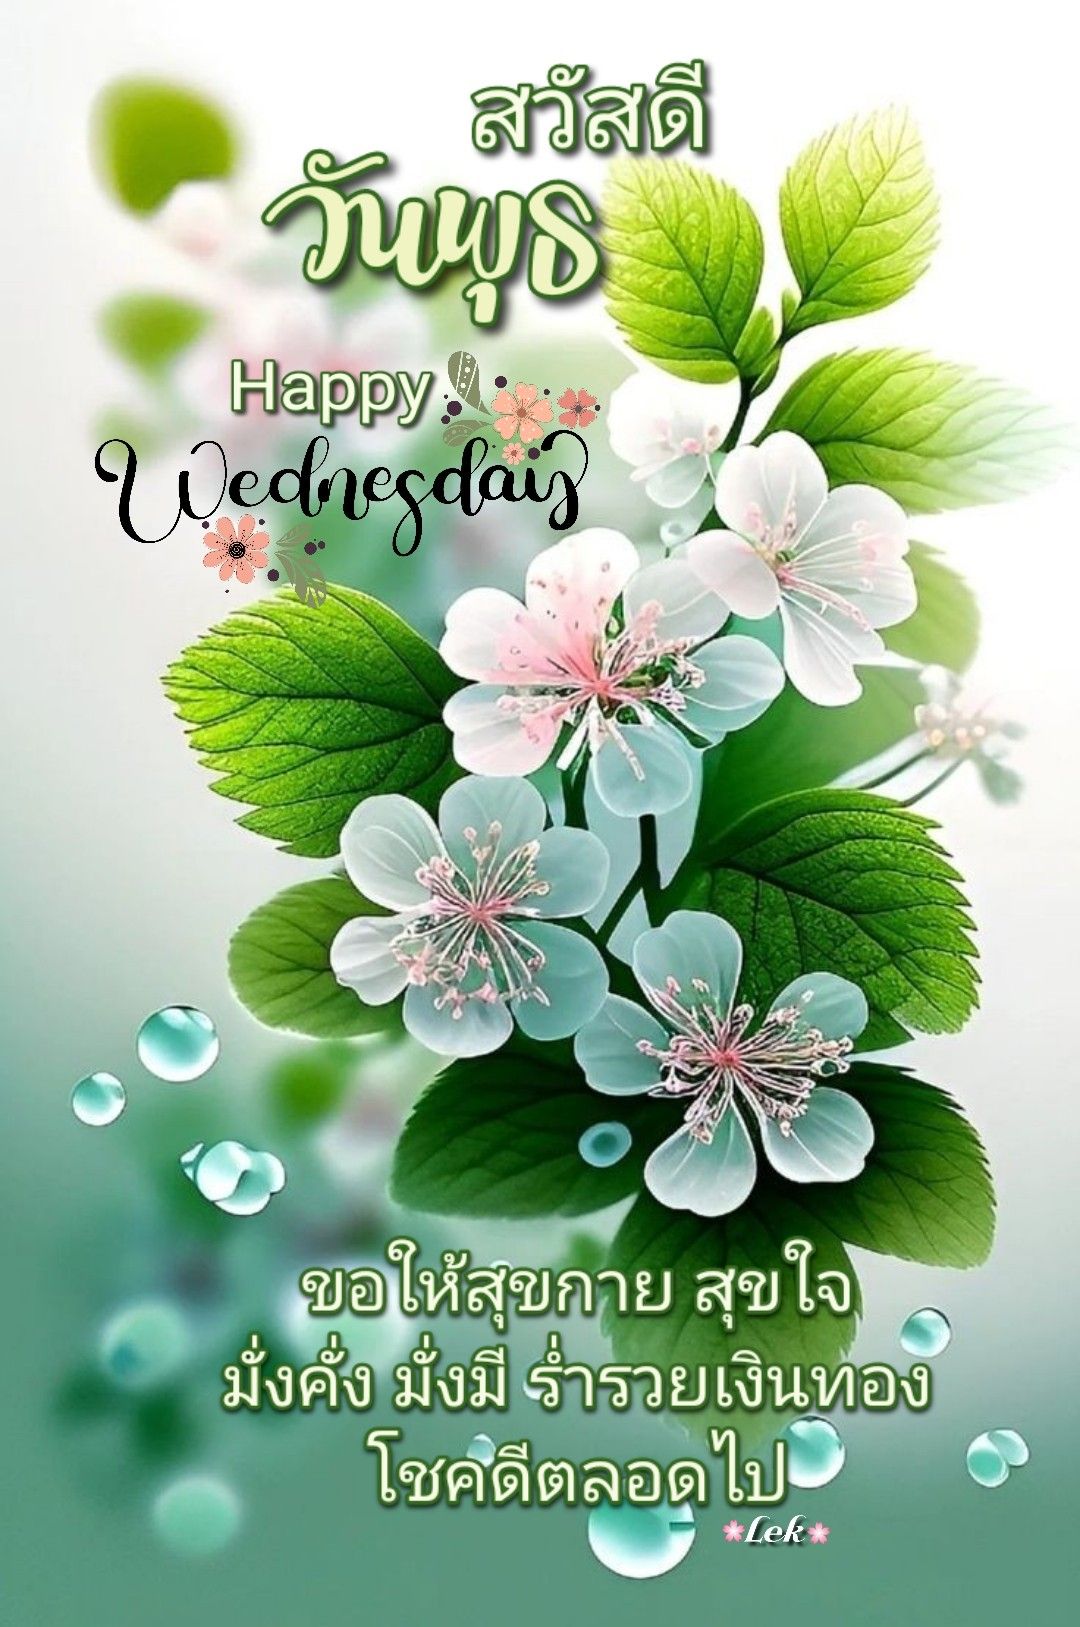 สวัสดี
วันพุธ
Happy
Wednesday
ขอให้สุขกาย สุขใจ
มั่งคั่ง มั่งมี ร่ำรวยเงินทอง
โชคดีตลอดไป
Lek